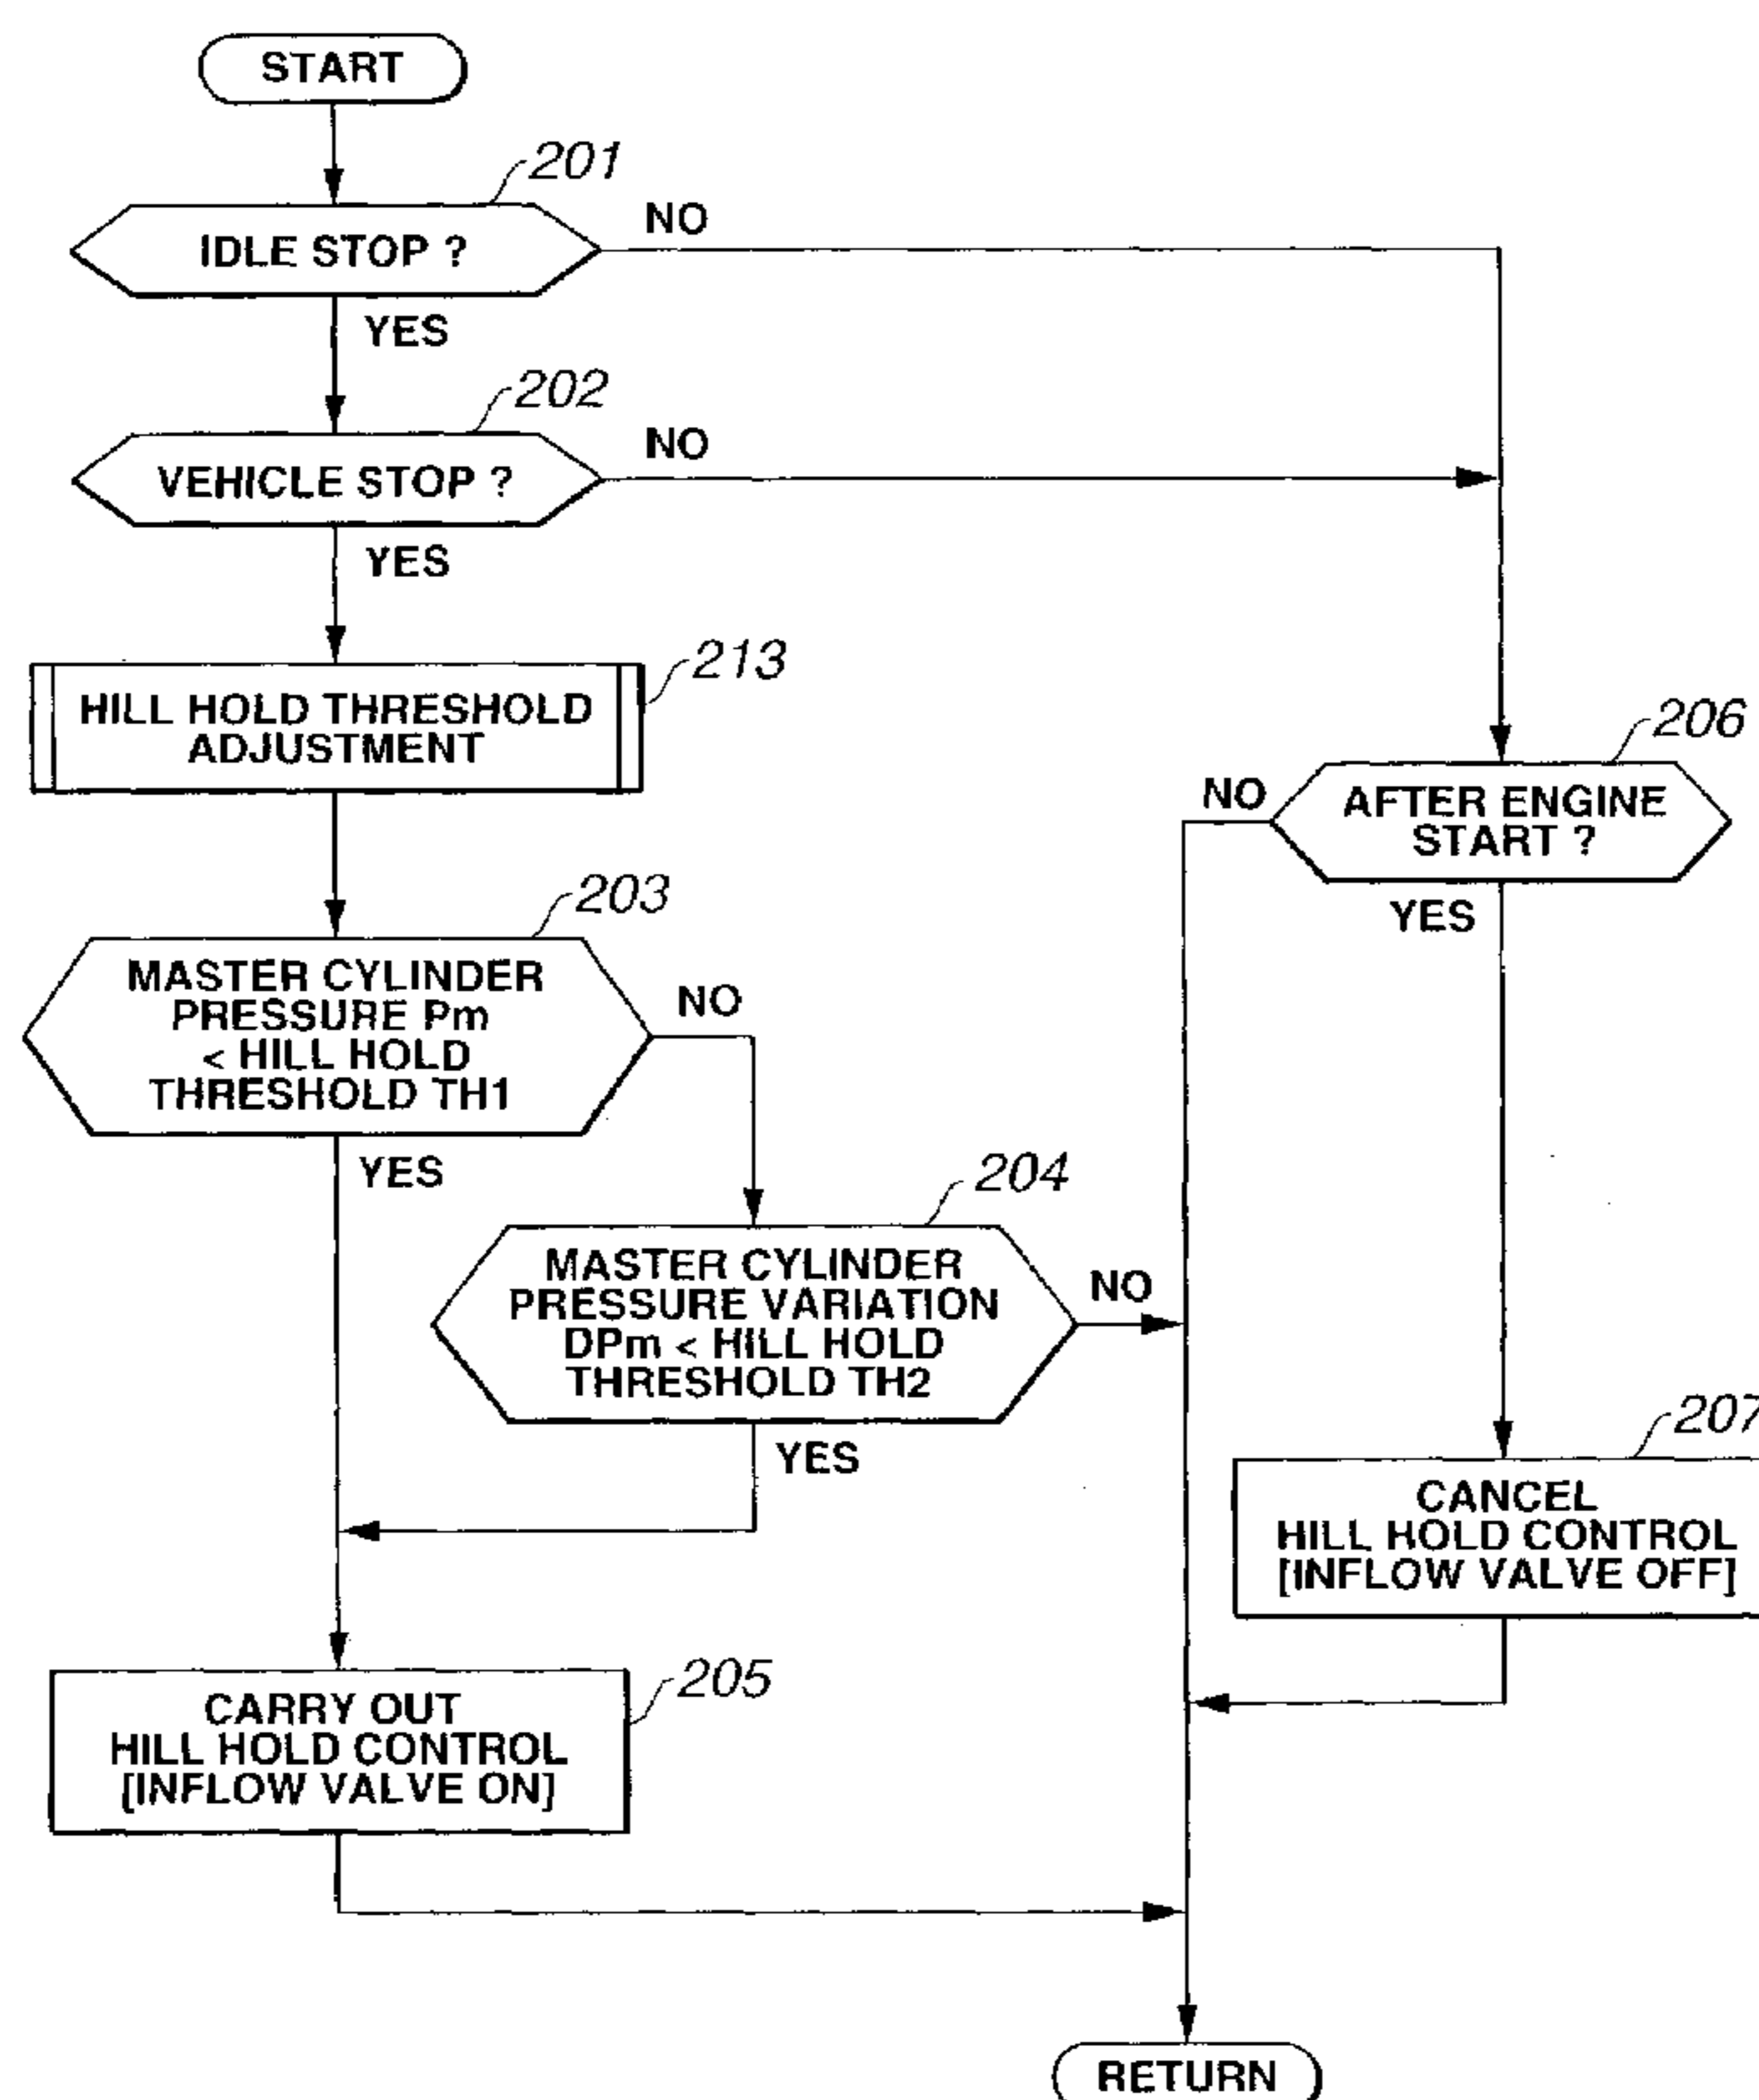 START
201
IDLE STOP ?
NO
YES
202
VEHICLE STOP ?
NO
YES
213
HILL HOLD THRESHOLD
ADJUSTMENT
206
AFTER ENGINE
START ?
NO
YES
203
MASTER CYLINDER
PRESSURE Pm
< HILL HOLD
THRESHOLD TH1
NO
YES
204
MASTER CYLINDER
PRESSURE VARIATION
DPm < HILL HOLD
THRESHOLD TH2
NO
YES
207
CANCEL
HILL HOLD CONTROL
[INFLOW VALVE OFF]
205
CARRY OUT
HILL HOLD CONTROL
[INFLOW VALVE ON]
RETURN